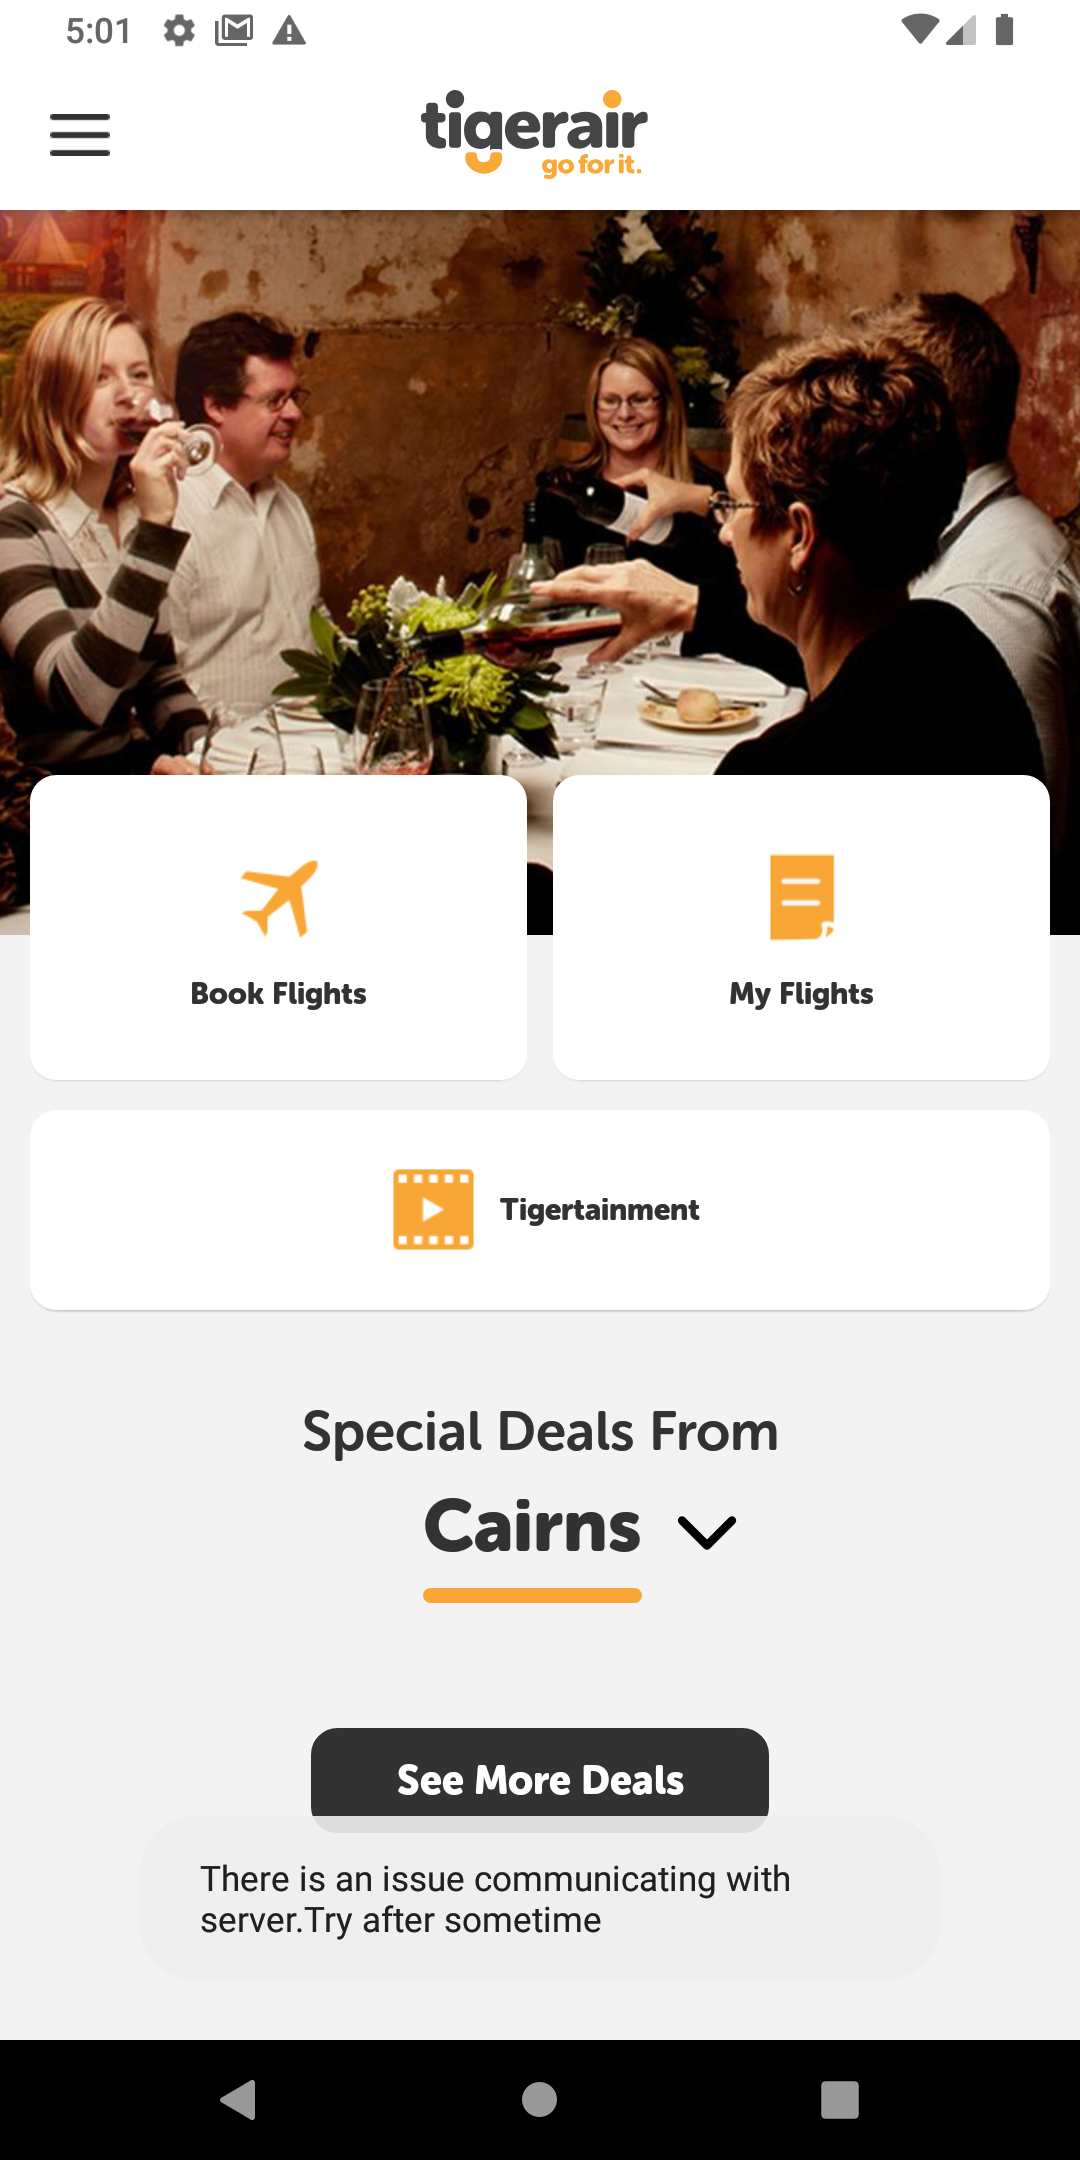 5:01
tigerair
go for it.
Book Flights
My Flights
Tigertainment
Special Deals From
Cairns
See More Deals
There is an issue communicating with
server.Try after sometime